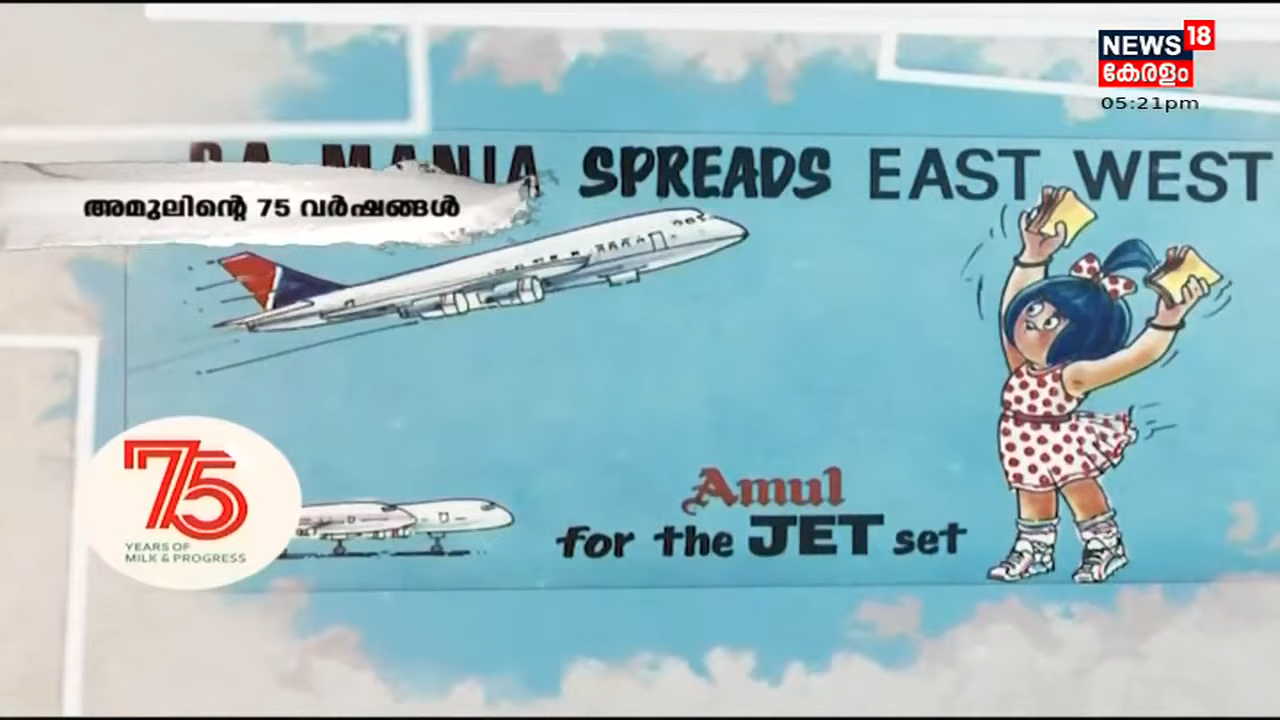 NEWS 18
കേരളം
05:21pm
MANIA SPREADS EAST WEST
അമുലിന്റെ 75 വർഷങ്ങൾ
75
YEARS OF
MILK & PROGRESS
Amul
for the JET set